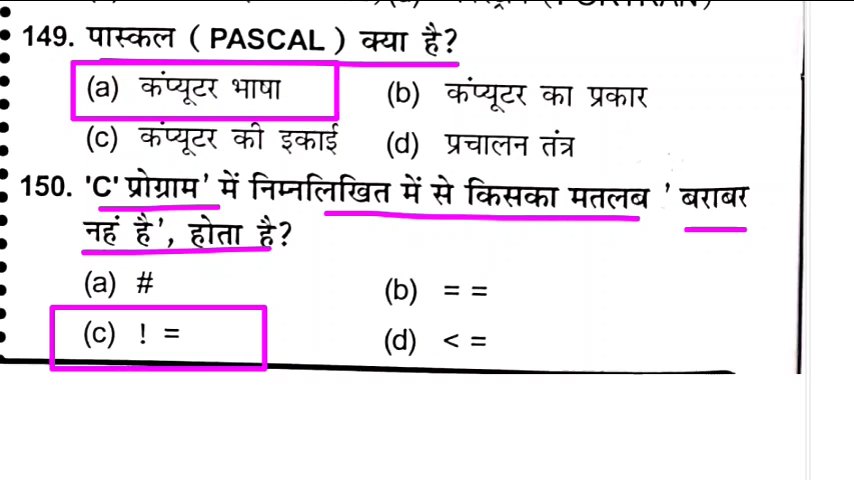 149. पास्कल ( PASCAL ) क्या है?
(a) कंप्यूटर भाषा (b) कंप्यूटर का प्रकार
(c) कंप्यूटर की इकाई (d) प्रचालन तंत्र
150. 'C' प्रोग्राम' में निम्नलिखित में से किसका मतलब ' बराबर
नहं है', होता है?
(a) # (b) = =
(c) ! = (d) < =